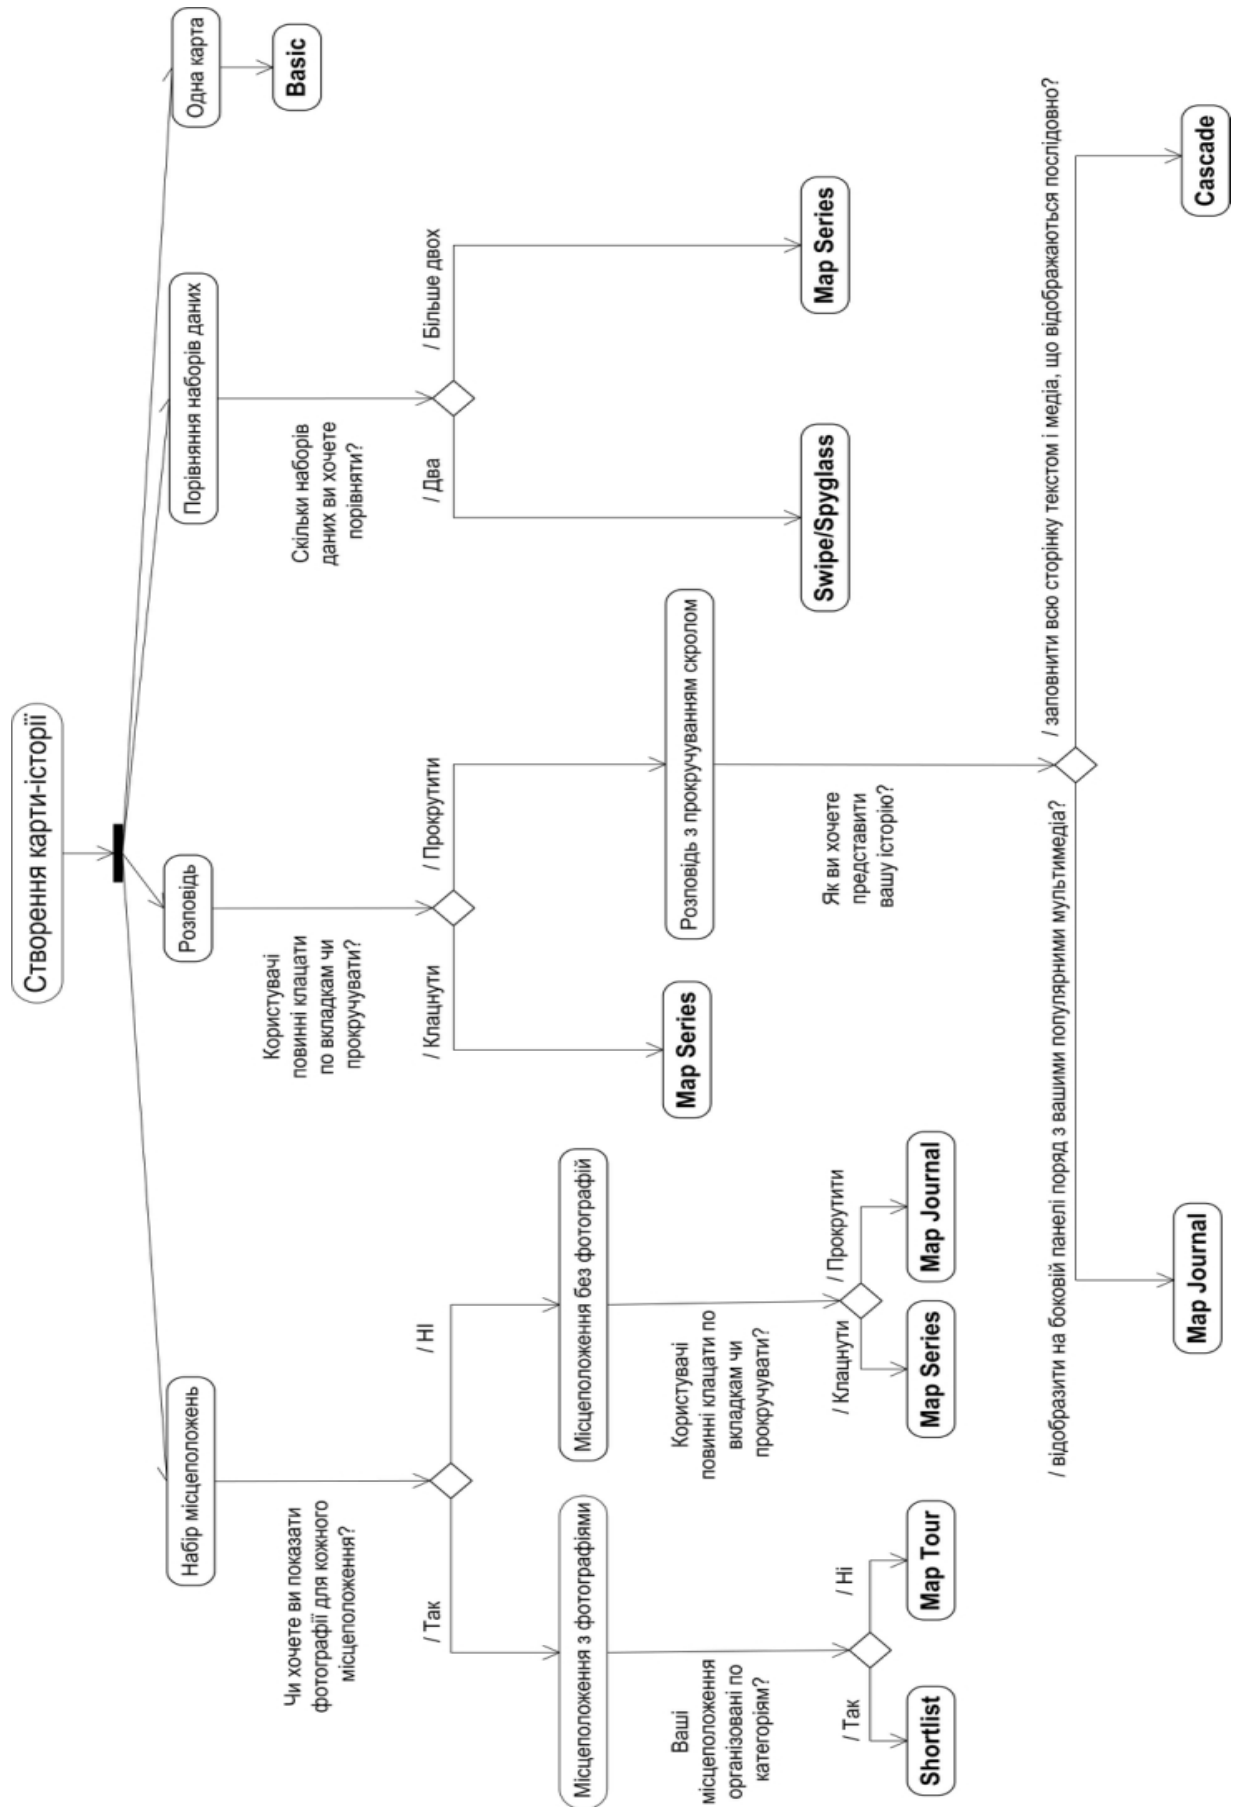 Створення карти-історії
Набір місцеположень
Розповідь
Порівняння наборів даних
Одна карта
Чи хочете ви показати
фотографії для кожного
місцеположення?
Користувачі
повинні клацати
по вкладкам чи
прокручувати?
Скільки наборів
даних ви хочете
порівняти?
Basic
/ Так
/ НІ
/ Клацнути
/ Прокрутити
/ Два
/ Більше двох
Місцеположення з фотографіями
Місцеположення без фотографій
Map Series
Розповідь з прокручуванням скролом
Swipe/Spyglass
Map Series
Ваші
місцеположення
організовані по
категоріям?
Користувачі
повинні клацати по
вкладкам чи
прокручувати?
Як ви хочете
представити
вашу історію?
/ Так
/ Ні
/ Клацнути
/ Прокрутити
Shortlist
Map Tour
Map Series
Map Journal
/ відобразити на боковій панелі поряд з вашими популярними мультимедіа?
/ заповнити всю сторінку текстом і медіа, що відображаються послідовно?
Map Journal
Cascade